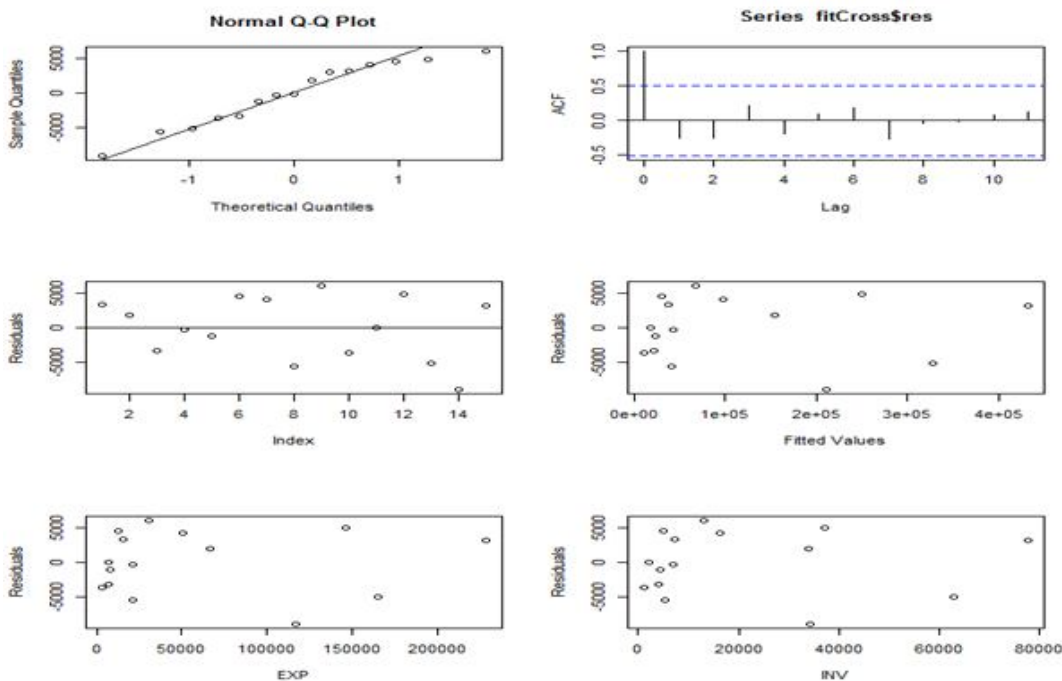 Normal Q-Q Plot
Sample Quantiles
5000
0
-5000
-1
0
1
Theoretical Quantiles
Series fitCross$res
ACF
1.0
0.5
0.0
-0.5
0 2 4 6 8 10
Lag
Residuals
5000
0
-5000
2 4 6 8 10 12 14
Index
Residuals
5000
0
-5000
0e+00 1e+05 2e+05 3e+05 4e+05
Fitted Values
Residuals
5000
0
-5000
0 50000 100000 150000 200000
EXP
Residuals
5000
0
-5000
0 20000 40000 60000 80000
INV